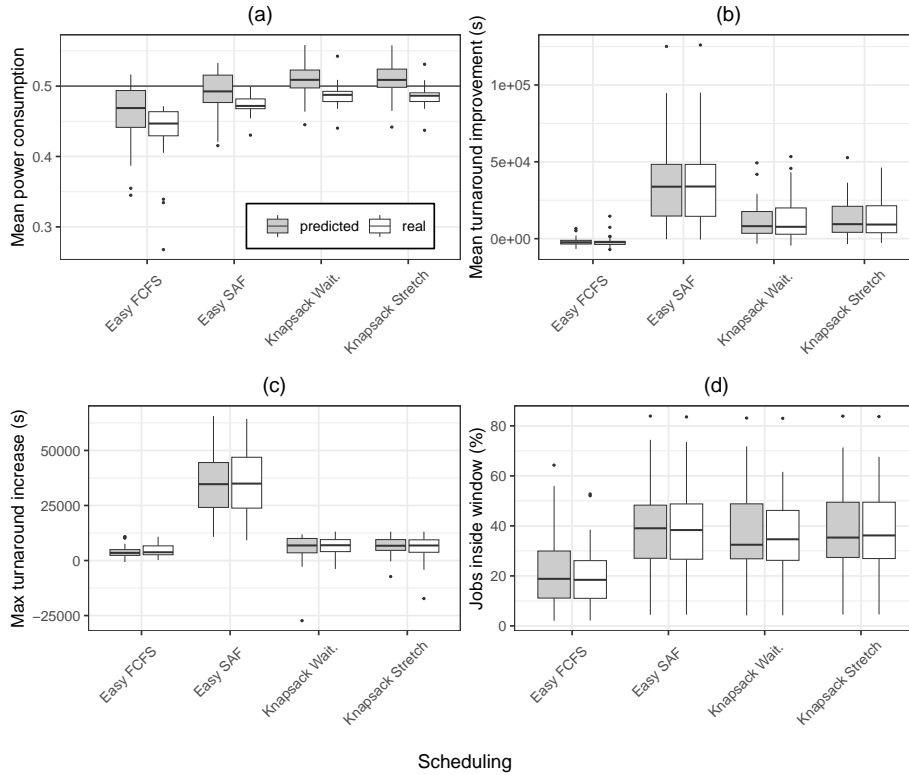 (a)
Mean power consumption
0.5
0.4
0.3
predicted
real
Easy FCFS
Easy SAF
Knapsack Wait.
Knapsack Stretch
(b)
Mean turnaround improvement (s)
1e+05
5e+04
0e+00
Easy FCFS
Easy SAF
Knapsack Wait.
Knapsack Stretch
(c)
Max turnaround increase (s)
50000
25000
0
−25000
Easy FCFS
Easy SAF
Knapsack Wait.
Knapsack Stretch
(d)
Jobs inside window (%)
80
60
40
20
0
Easy FCFS
Easy SAF
Knapsack Wait.
Knapsack Stretch
Scheduling